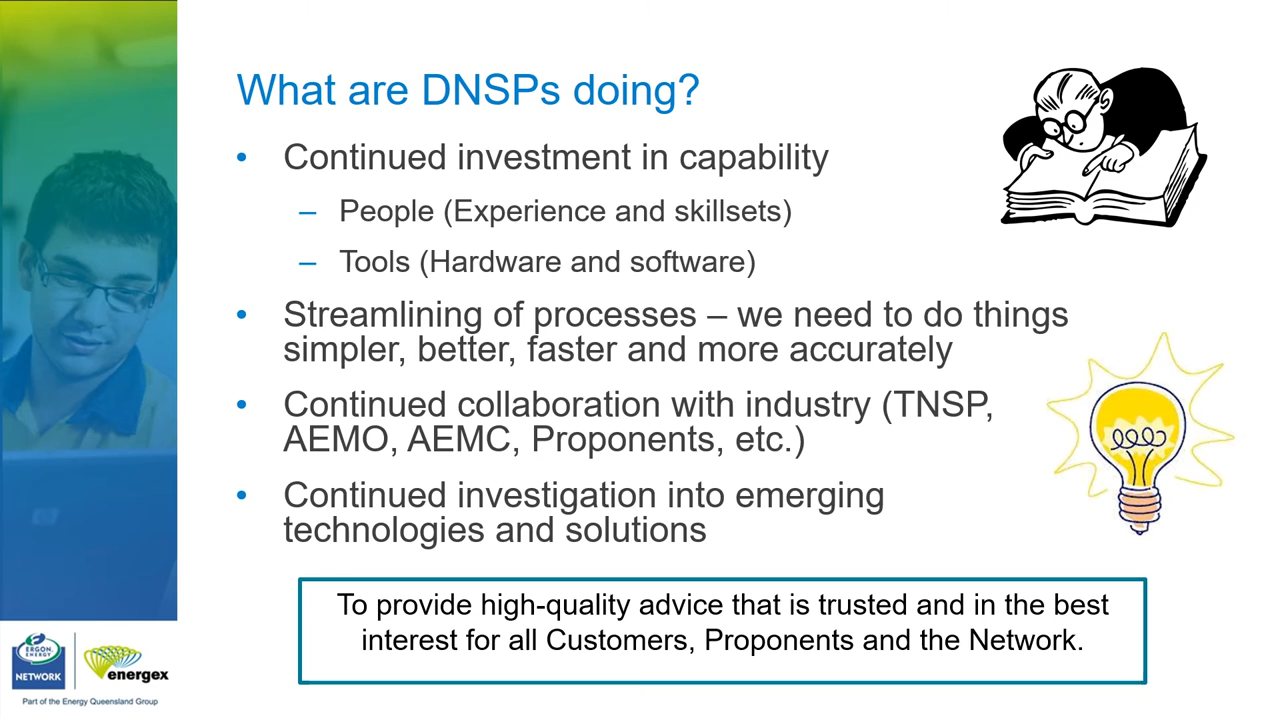 What are DNSPs doing?
• Continued investment in capability
– People (Experience and skillsets)
– Tools (Hardware and software)
• Streamlining of processes – we need to do things
simpler, better, faster and more accurately
• Continued collaboration with industry (TNSP,
AEMO, AEMC, Proponents, etc.)
• Continued investigation into emerging
technologies and solutions
To provide high-quality advice that is trusted and in the best
interest for all Customers, Proponents and the Network.
ERGON
ENERGY
NETWORK
energex
Part of the Energy Queensland Group